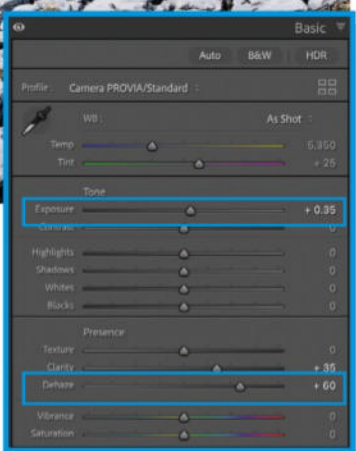 Basic
Auto B&W HDR
Profile : Camera PROVIA/Standard
WB : As Shot
Temp 5,350
Tint + 25
Tone
Exposure + 0.35
Contrast 0
Highlights 0
Shadows 0
Whites 0
Blacks 0
Presence
Texture 0
Clarity + 35
Dehaze + 60
Vibrance 0
Saturation 0